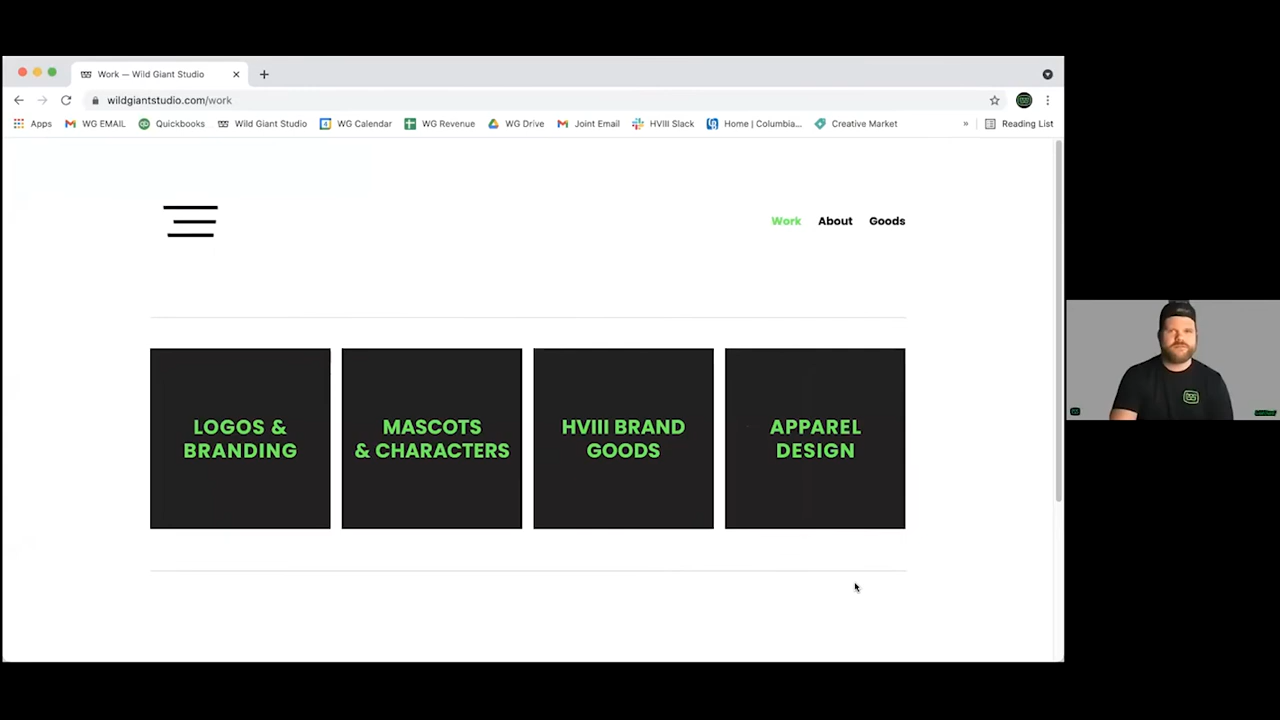 Work — Wild Giant Studio
wildgiantstudio.com/work
Apps WG EMAIL Quickbooks Wild Giant Studio WG Calendar WG Revenue WG Drive Joint Email HVIII Slack Home | Columbia... Creative Market » Reading List
Work About Goods
LOGOS &
BRANDING
MASCOTS
& CHARACTERS
HVIII BRAND
GOODS
APPAREL
DESIGN